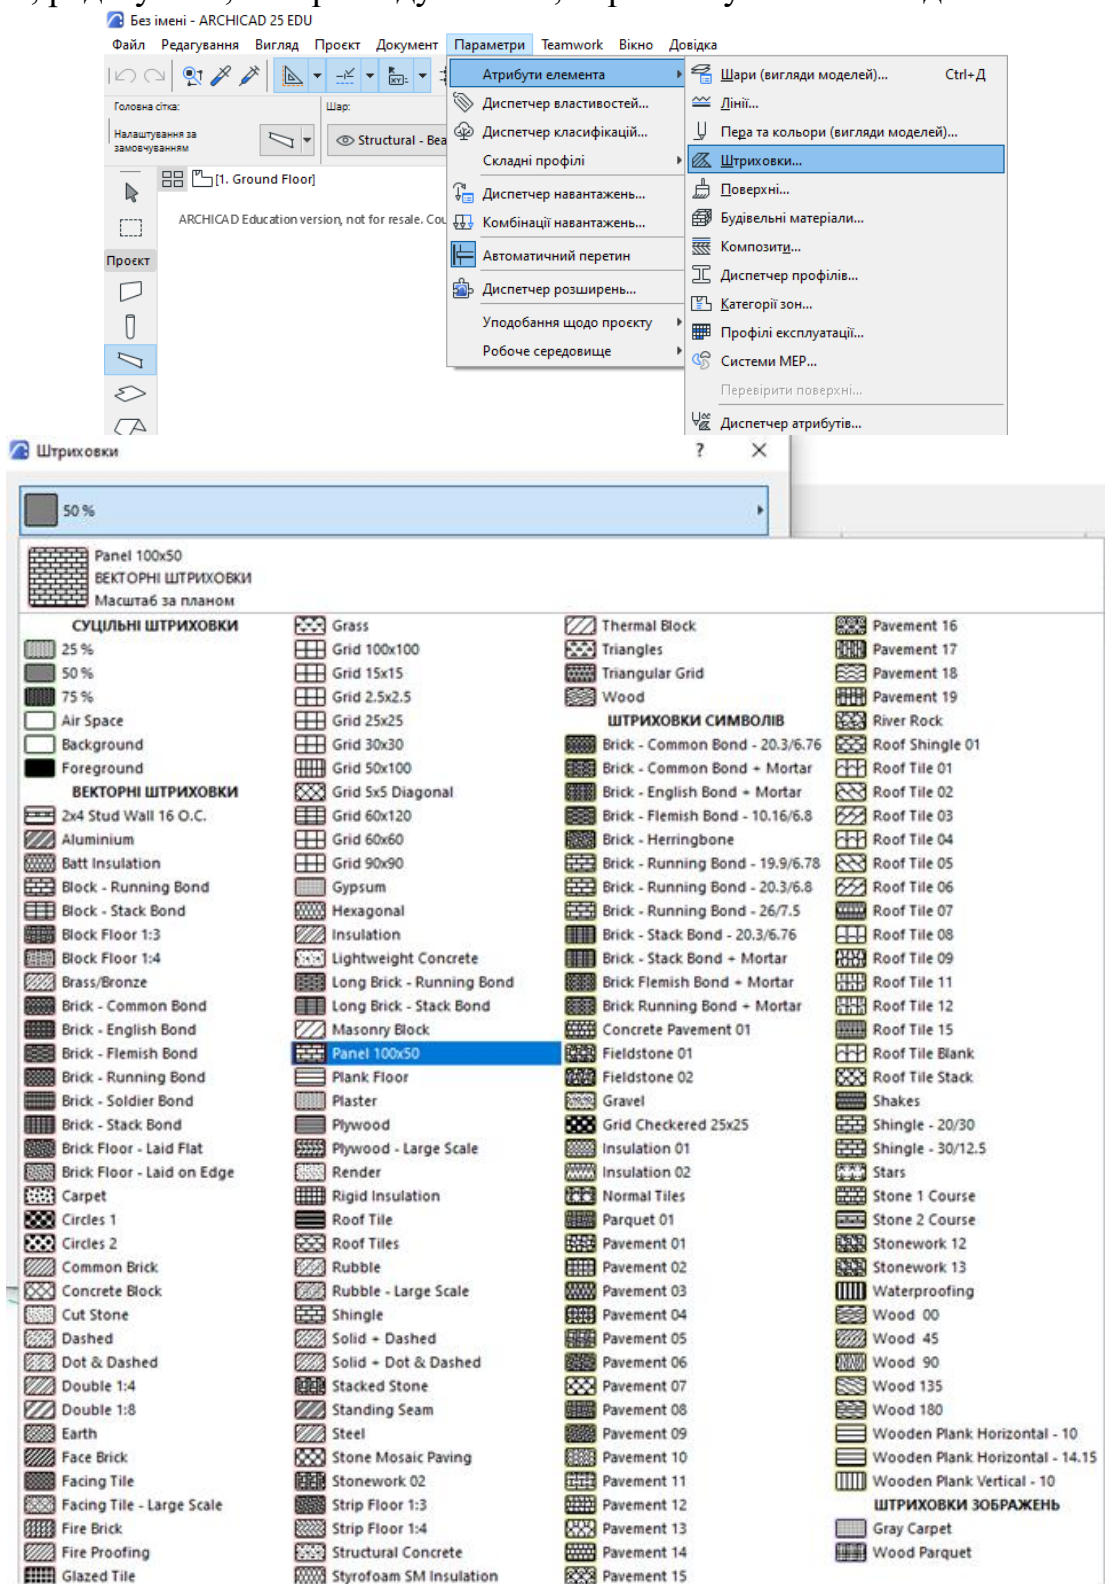 Без імені - ARCHICAD 25 EDU
Файл Редагування Вигляд Проєкт Документ Параметри Teamwork Вікно Довідка
Головна сітка:
Шар:
Налаштування за
замовчуванням
Structural - Bea
[1. Ground Floor]
ARCHICAD Education version, not for resale. Cou
Проєкт
Атрибути елемента
Диспетчер властивостей...
Диспетчер класифікацій...
Складні профілі
Диспетчер навантажень...
Комбінації навантажень...
Автоматичний перетин
Диспетчер розширень...
Уподобання щодо проєкту
Робоче середовище
Шари (вигляди моделей)... Ctrl+Д
Лінії...
Пера та кольори (вигляди моделей)...
Штриховки...
Поверхні...
Будівельні матеріали...
Композити...
Диспетчер профілів...
Категорії зон...
Профілі експлуатації...
Системи MEP...
Перевірити поверхні...
Диспетчер атрибутів...
Штриховки ? ×
50 %
Panel 100x50
ВЕКТОРНІ ШТРИХОВКИ
Масштаб за планом
СУЦІЛЬНІ ШТРИХОВКИ
25 %
50 %
75 %
Air Space
Background
Foreground
ВЕКТОРНІ ШТРИХОВКИ
2x4 Stud Wall 16 O.C.
Aluminium
Batt Insulation
Block - Running Bond
Block - Stack Bond
Block Floor 1:3
Block Floor 1:4
Brass/Bronze
Brick - Common Bond
Brick - English Bond
Brick - Flemish Bond
Brick - Running Bond
Brick - Soldier Bond
Brick - Stack Bond
Brick Floor - Laid Flat
Brick Floor - Laid on Edge
Carpet
Circles 1
Circles 2
Common Brick
Concrete Block
Cut Stone
Dashed
Dot & Dashed
Double 1:4
Double 1:8
Earth
Face Brick
Facing Tile
Facing Tile - Large Scale
Fire Brick
Fire Proofing
Glazed Tile
Grass
Grid 100x100
Grid 15x15
Grid 2.5x2.5
Grid 25x25
Grid 30x30
Grid 50x100
Grid 5x5 Diagonal
Grid 60x120
Grid 60x60
Grid 90x90
Gypsum
Hexagonal
Insulation
Lightweight Concrete
Long Brick - Running Bond
Long Brick - Stack Bond
Masonry Block
Panel 100x50
Plank Floor
Plaster
Plywood
Plywood - Large Scale
Render
Rigid Insulation
Roof Tile
Roof Tiles
Rubble
Rubble - Large Scale
Shingle
Solid + Dashed
Solid + Dot & Dashed
Stacked Stone
Standing Seam
Steel
Stone Mosaic Paving
Stonework 02
Strip Floor 1:3
Strip Floor 1:4
Structural Concrete
Styrofoam SM Insulation
Thermal Block
Triangles
Triangular Grid
Wood
ШТРИХОВКИ СИМВОЛІВ
Brick - Common Bond - 20.3/6.76
Brick - Common Bond + Mortar
Brick - English Bond + Mortar
Brick - Flemish Bond - 10.16/6.8
Brick - Herringbone
Brick - Running Bond - 19.9/6.78
Brick - Running Bond - 20.3/6.8
Brick - Running Bond - 26/7.5
Brick - Stack Bond - 20.3/6.76
Brick - Stack Bond + Mortar
Brick Flemish Bond + Mortar
Brick Running Bond + Mortar
Concrete Pavement 01
Fieldstone 01
Fieldstone 02
Gravel
Grid Checkered 25x25
Insulation 01
Insulation 02
Normal Tiles
Parquet 01
Pavement 01
Pavement 02
Pavement 03
Pavement 04
Pavement 05
Pavement 06
Pavement 07
Pavement 08
Pavement 09
Pavement 10
Pavement 11
Pavement 12
Pavement 13
Pavement 14
Pavement 15
Pavement 16
Pavement 17
Pavement 18
Pavement 19
River Rock
Roof Shingle 01
Roof Tile 01
Roof Tile 02
Roof Tile 03
Roof Tile 04
Roof Tile 05
Roof Tile 06
Roof Tile 07
Roof Tile 08
Roof Tile 09
Roof Tile 11
Roof Tile 12
Roof Tile 15
Roof Tile Blank
Roof Tile Stack
Shakes
Shingle - 20/30
Shingle - 30/12.5
Stars
Stone 1 Course
Stone 2 Course
Stonework 12
Stonework 13
Waterproofing
Wood 00
Wood 45
Wood 90
Wood 135
Wood 180
Wooden Plank Horizontal - 10
Wooden Plank Horizontal - 14.15
Wooden Plank Vertical - 10
ШТРИХОВКИ ЗОБРАЖЕНЬ
Gray Carpet
Wood Parquet